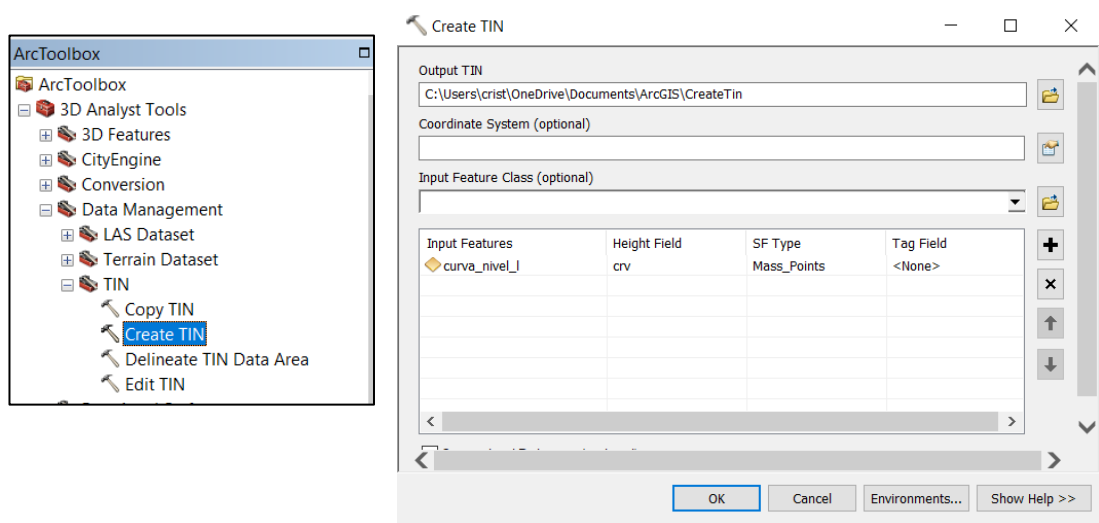 ArcToolbox
ArcToolbox
3D Analyst Tools
3D Features
CityEngine
Conversion
Data Management
LAS Dataset
Terrain Dataset
TIN
Copy TIN
Create TIN
Delineate TIN Data Area
Edit TIN
Create TIN
Output TIN
C:\Users\crist\OneDrive\Documents\ArcGIS\CreateTin
Coordinate System (optional)
Input Feature Class (optional)
Input Features Height Field SF Type Tag Field
curva_nivel_l crv Mass_Points <None>
OK Cancel Environments... Show Help >>